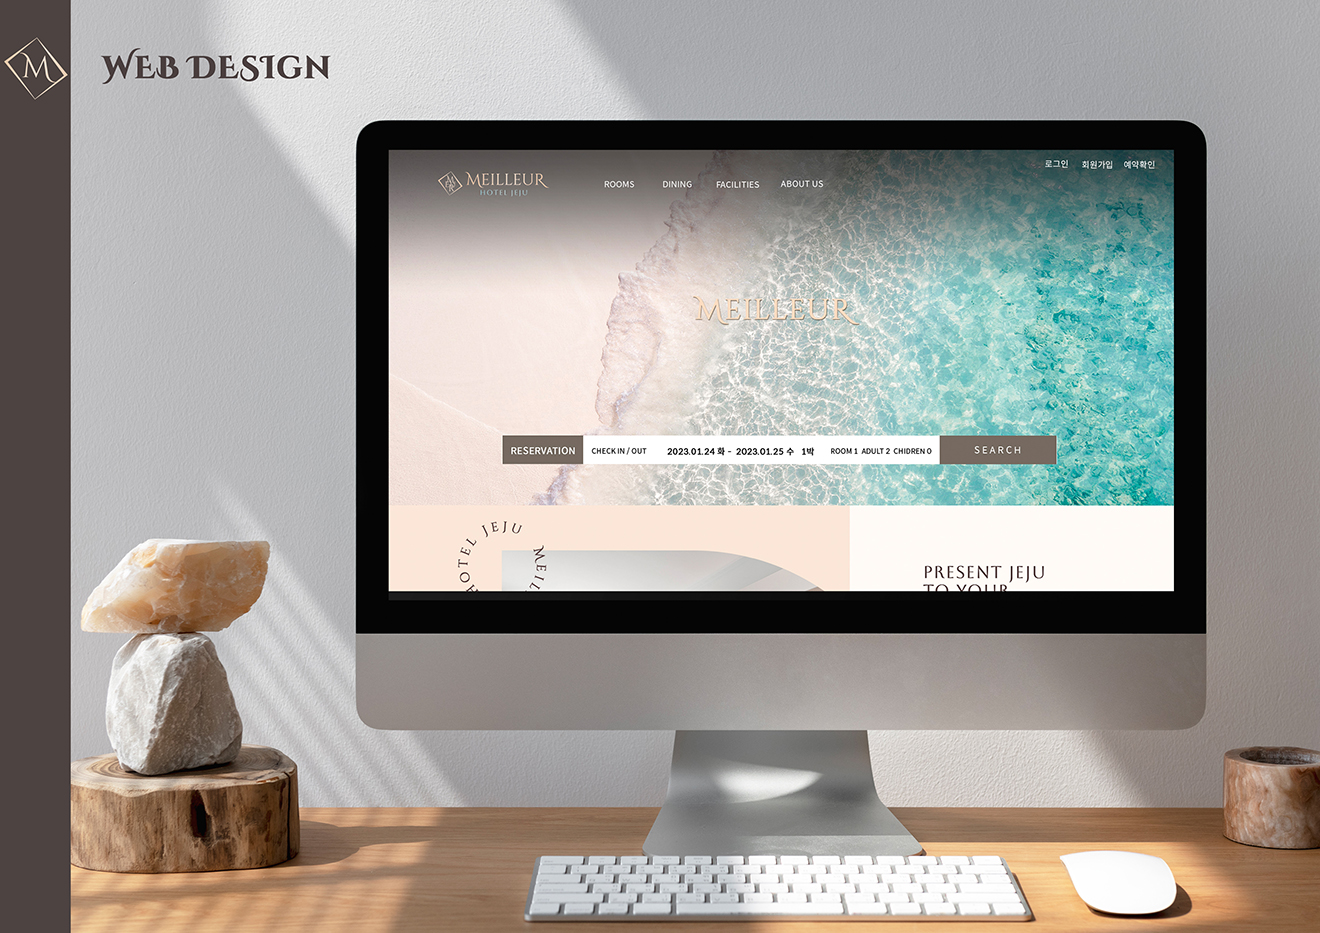 M
WEB DESIGN
로그인 회원가입 예약확인
MEILLEUR
HOTEL JEJU
ROOMS DINING FACILITIES ABOUT US
MEILLEUR
RESERVATION CHECK IN / OUT 2023.01.24 화 - 2023.01.25 수 1박 ROOM 1 ADULT 2 CHIDREN 0 SEARCH
HOTEL JEJU MEIL
PRESENT JEJU
TO YOUR